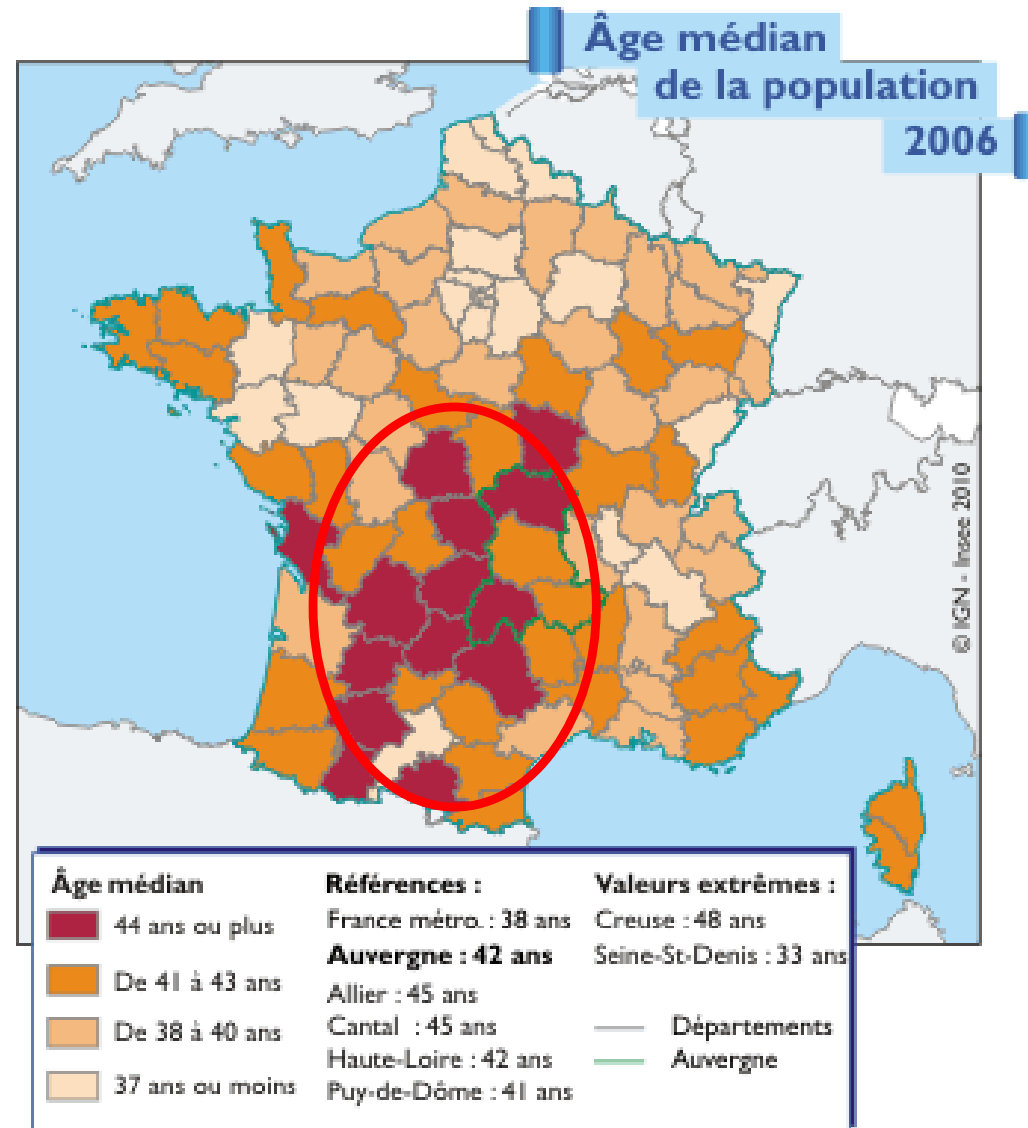 Âge médian
de la population
2006
© IGN - Insee 2010
Âge médian
44 ans ou plus
De 41 à 43 ans
De 38 à 40 ans
37 ans ou moins
Références :
France métro. : 38 ans
Auvergne : 42 ans
Allier : 45 ans
Cantal : 45 ans
Haute-Loire : 42 ans
Puy-de-Dôme : 41 ans
Valeurs extrêmes :
Creuse : 48 ans
Seine-St-Denis : 33 ans
Départements
Auvergne